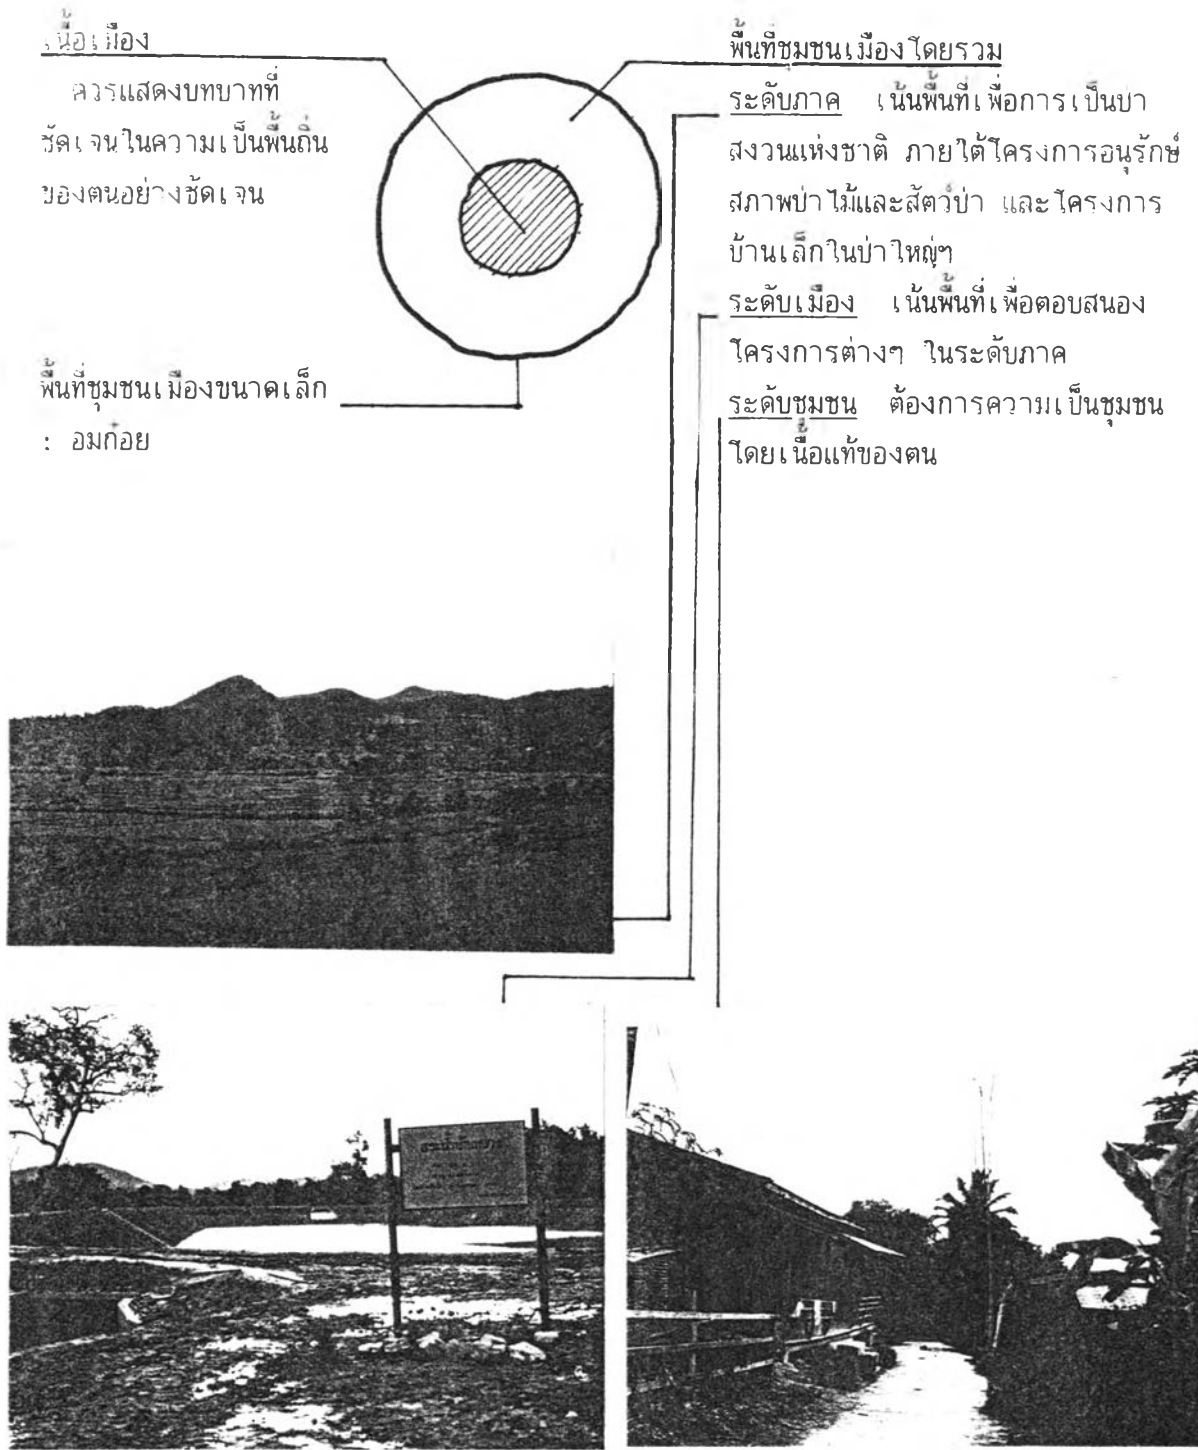 เนื้อเมือง
ควรแสดงบทบาทที่
ชัดเจนในความเป็นพื้นถิ่น
ของตนอย่างชัดเจน
พื้นที่ชุมชนเมืองขนาดเล็ก
: อมก๋อย
พื้นที่ชุมชนเมืองโดยรวม
ระดับภาค เน้นพื้นที่เพื่อการเป็นป่า
สงวนแห่งชาติ ภายใต้โครงการอนุรักษ์
สภาพป่าไม้และสัตว์ป่า และโครงการ
บ้านเล็กในป่าใหญ่ๆ
ระดับเมือง เน้นพื้นที่เพื่อตอบสนอง
โครงการต่างๆ ในระดับภาค
ระดับชุมชน ต้องการความเป็นชุมชน
โดยเนื้อแท้ของตน